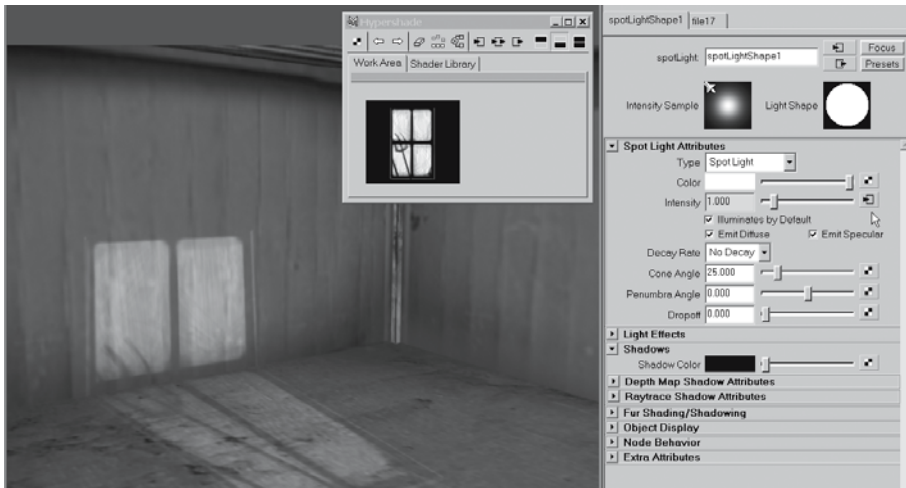 Hypershade
Work Area
Shader Library
spotLightShape1
file17
spotLight:
spotLightShape1
Focus
Presets
Intensity Sample
Light Shape
Spot Light Attributes
Type
Spot Light
Color
Intensity
1.000
Illuminates by Default
Emit Diffuse
Emit Specular
Decay Rate
No Decay
Cone Angle
25.000
Penumbra Angle
0.000
Dropoff
0.000
Light Effects
Shadows
Shadow Color
Depth Map Shadow Attributes
Raytrace Shadow Attributes
Fur Shading/Shadowing
Object Display
Node Behavior
Extra Attributes